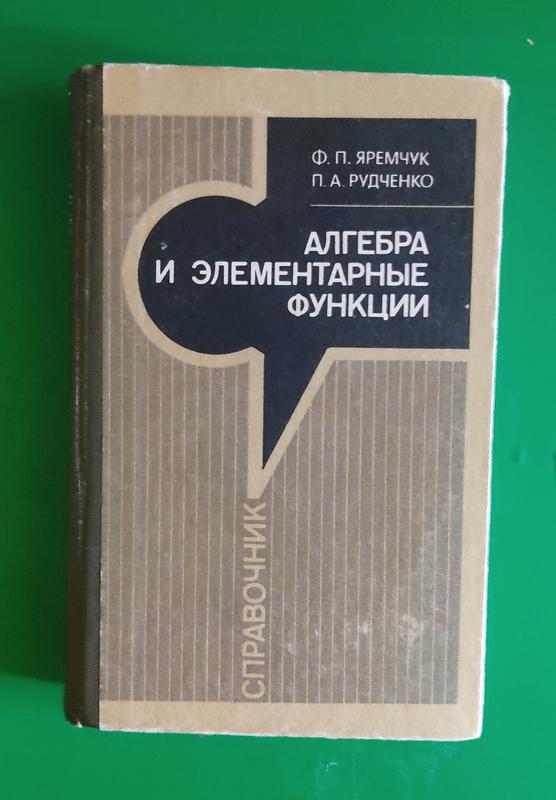 Ф. П. ЯРЕМЧУК
П. А. РУДЧЕНКО
АЛГЕБРА
И ЭЛЕМЕНТАРНЫЕ
ФУНКЦИИ
СПРАВОЧНИК